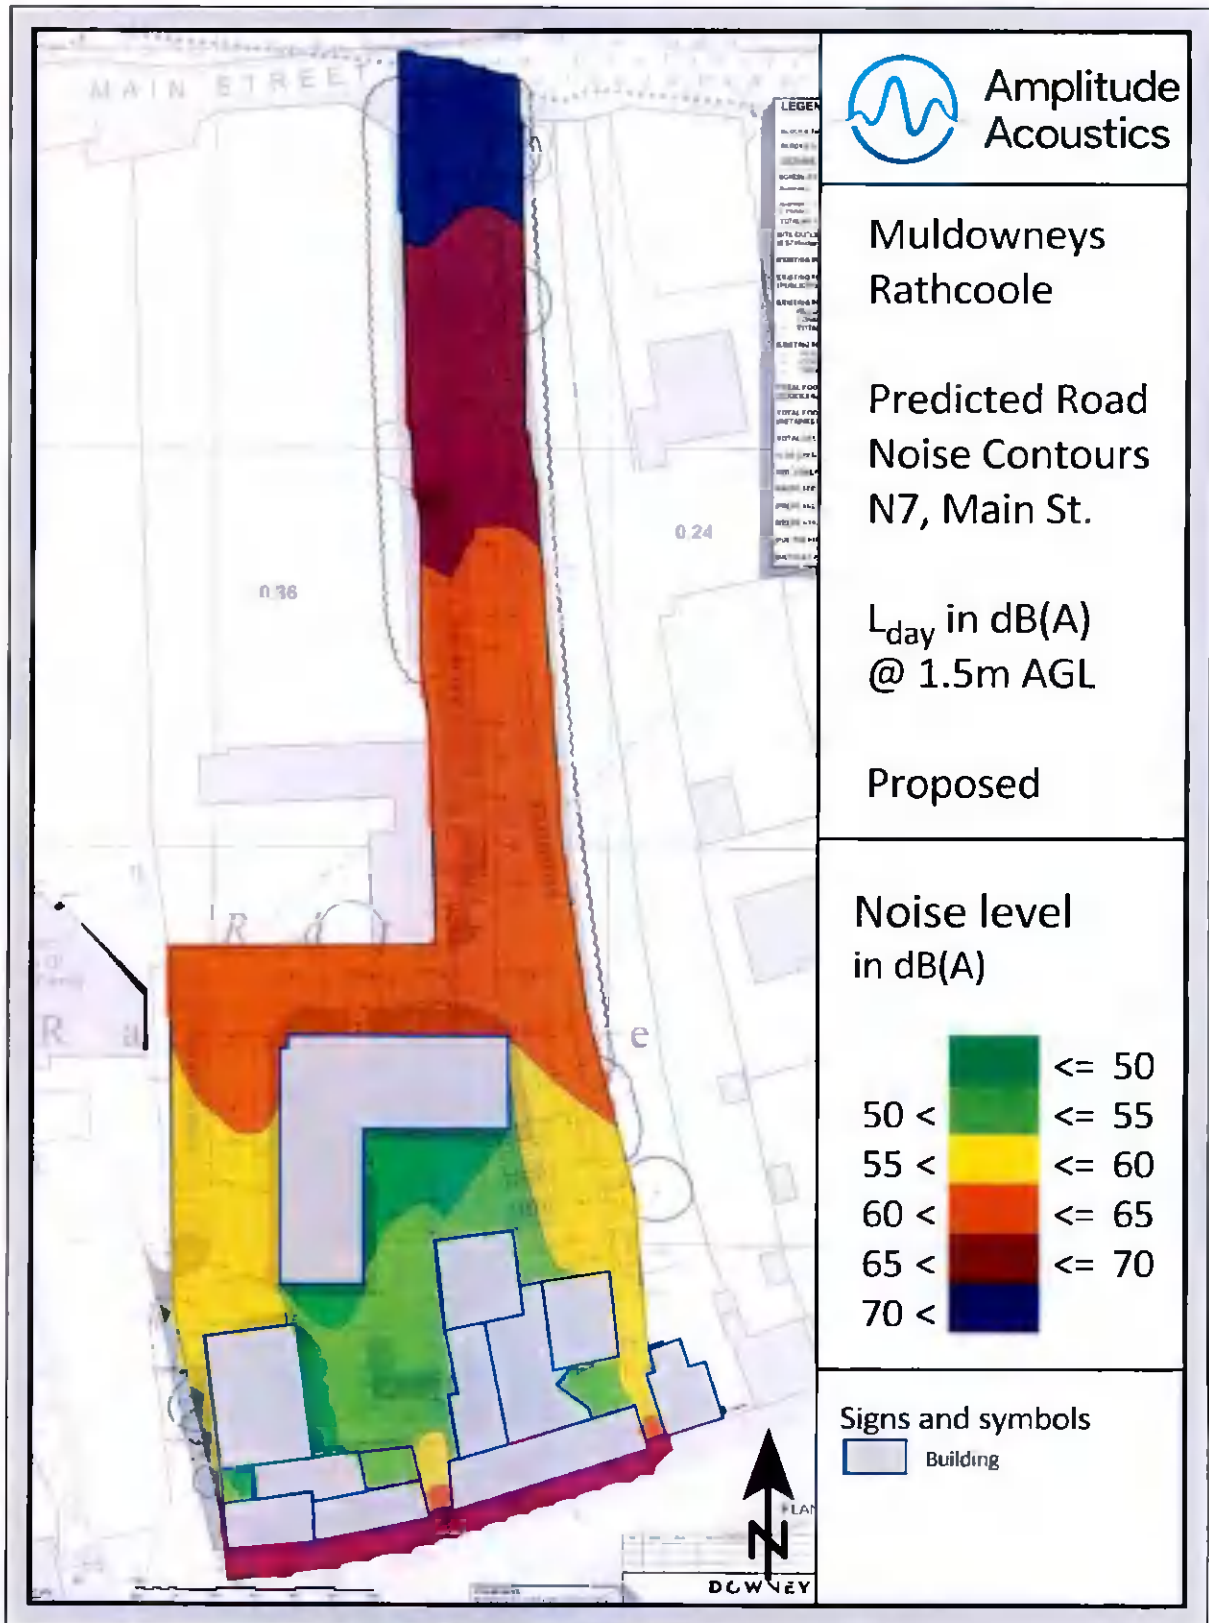 MAIN STREET
LEGEN
Amplitude
Acoustics
Muldowneys
Rathcoole
Predicted Road
Noise Contours
N7, Main St.
Lday in dB(A)
@ 1.5m AGL
Proposed
0.24
0.36
R á t
R a
e
Noise level
in dB(A)
<= 50
50 < <= 55
55 < <= 60
60 < <= 65
65 < <= 70
70 <
Signs and symbols
Building
N
DOWNEY